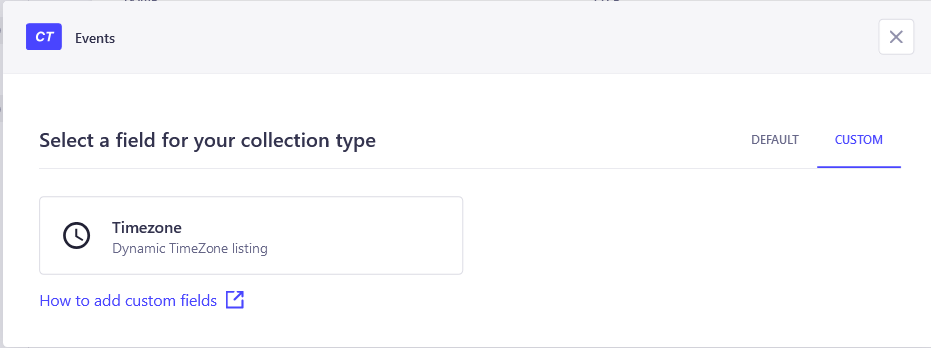 CT Events
Select a field for your collection type
DEFAULT CUSTOM
Timezone
Dynamic TimeZone listing
How to add custom fields